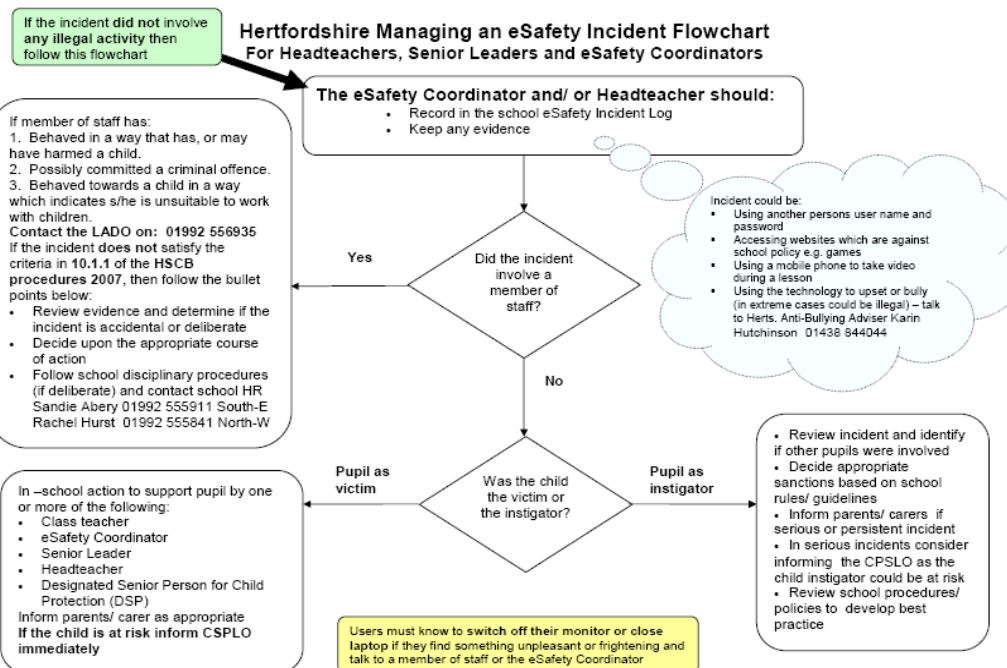 If the incident did not involve
any illegal activity then
follow this flowchart
Hertfordshire Managing an eSafety Incident Flowchart
For Headteachers, Senior Leaders and eSafety Coordinators
The eSafety Coordinator and/ or Headteacher should:
• Record in the school eSafety Incident Log
• Keep any evidence
If member of staff has:
1. Behaved in a way that has, or may
have harmed a child.
2. Possibly committed a criminal offence.
3. Behaved towards a child in a way
which indicates s/he is unsuitable to work
with children.
Contact the LADO on: 01992 556935
If the incident does not satisfy the
criteria in 10.1.1 of the HSCB
procedures 2007, then follow the bullet
points below:
• Review evidence and determine if the
incident is accidental or deliberate
• Decide upon the appropriate course
of action
• Follow school disciplinary procedures
(if deliberate) and contact school HR
Sandie Abery 01992 555911 South-E
Rachel Hurst 01992 555841 North-W
Yes
Did the incident
involve a
member of
staff?
Incident could be:
▪ Using another persons user name and
password
▪ Accessing websites which are against
school policy e.g. games
▪ Using a mobile phone to take video
during a lesson
▪ Using the technology to upset or bully
(in extreme cases could be illegal) – talk
to Herts. Anti-Bullying Adviser Karin
Hutchinson 01438 844044
No
Pupil as
victim
Was the child
the victim or
the instigator?
Pupil as
instigator
In –school action to support pupil by one
or more of the following:
• Class teacher
• eSafety Coordinator
• Senior Leader
• Headteacher
• Designated Senior Person for Child
Protection (DSP)
Inform parents/ carer as appropriate
If the child is at risk inform CSPLO
immediately
• Review incident and identify
if other pupils were involved
• Decide appropriate
sanctions based on school
rules/ guidelines
• Inform parents/ carers if
serious or persistent incident
• In serious incidents consider
informing the CPSLO as the
child instigator could be at risk
• Review school procedures/
policies to develop best
practice
Users must know to switch off their monitor or close
laptop if they find something unpleasant or frightening and
talk to a member of staff or the eSafety Coordinator